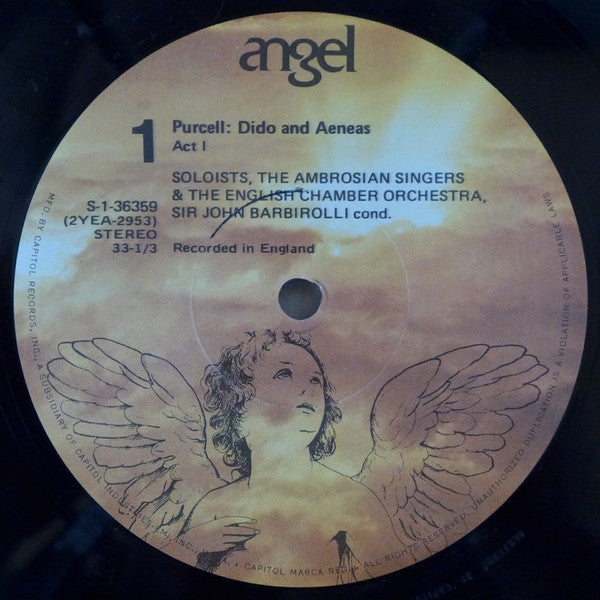 angel
1
Purcell: Dido and Aeneas
Act I
SOLOISTS, THE AMBROSIAN SINGERS
& THE ENGLISH CHAMBER ORCHESTRA,
SIR JOHN BARBIROLLI cond.
S-1-36359
(2YEA-2953)
STEREO
33-1/3
Recorded in England
MFD. BY CAPITOL RECORDS, INC., A SUBSIDIARY OF CAPITOL INDUSTRIES-EMI, INC., U.S.A. • CAPITOL MARCA REG. • ALL RIGHTS RESERVED. UNAUTHORIZED DUPLICATION IS A VIOLATION OF APPLICABLE LAWS